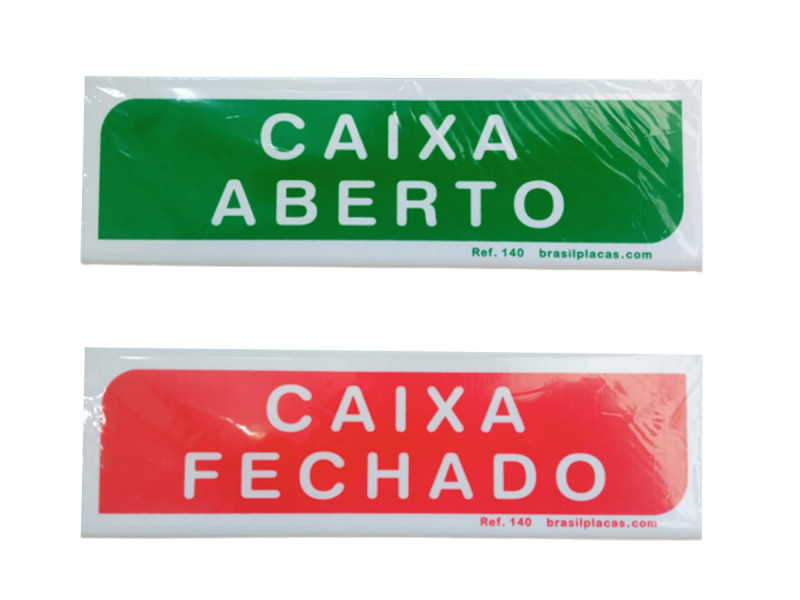 CAIXA
ABERTO
Ref. 140 brasilplacas.com
CAIXA
FECHADO
Ref. 140 brasilplacas.com